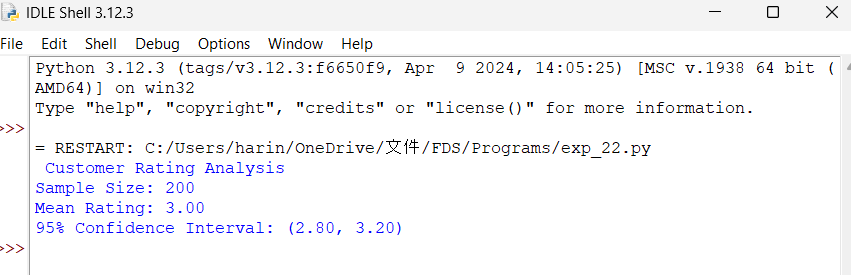 IDLE Shell 3.12.3
File Edit Shell Debug Options Window Help
Python 3.12.3 (tags/v3.12.3:f6650f9, Apr  9 2024, 14:05:25) [MSC v.1938 64 bit (
AMD64)] on win32
Type "help", "copyright", "credits" or "license()" for more information.
>>>
= RESTART: C:/Users/harin/OneDrive/文件/FDS/Programs/exp_22.py
Customer Rating Analysis
Sample Size: 200
Mean Rating: 3.00
95% Confidence Interval: (2.80, 3.20)
>>>